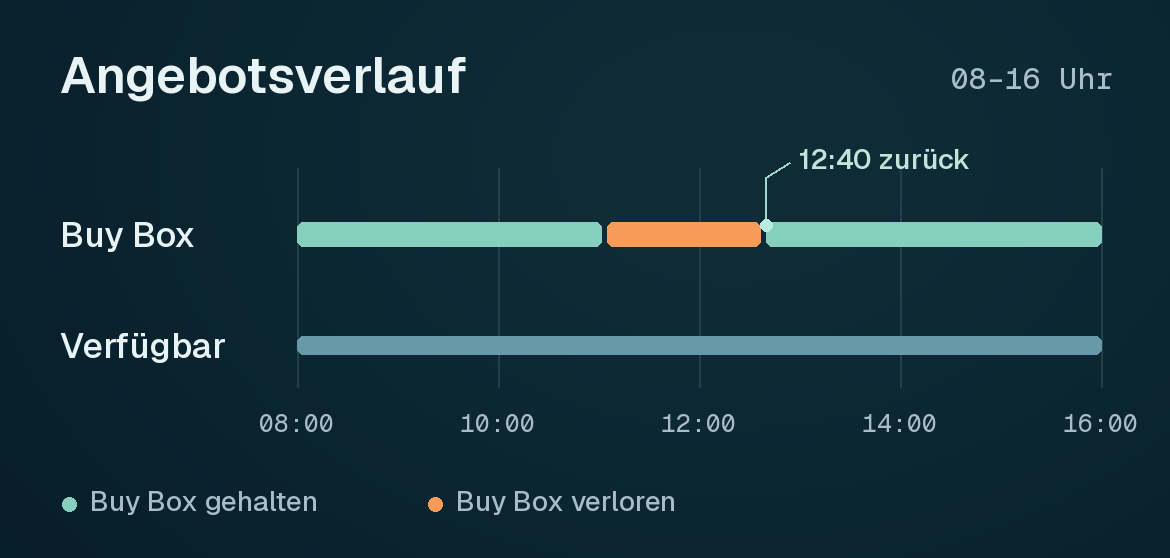 Angebotsverlauf
08–16 Uhr
12:40 zurück
Buy Box
Verfügbar
08:00 10:00 12:00 14:00 16:00
Buy Box gehalten Buy Box verloren